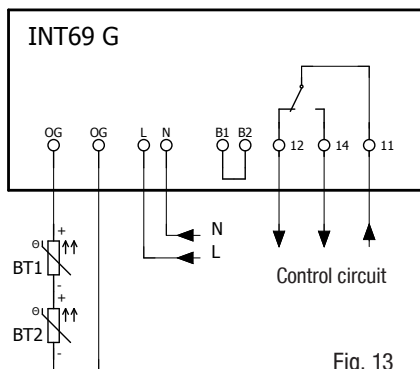 INT69 G
OG OG L N B1 B2 12 14 11
N
L
+
ϴ
BT1
-
Control circuit
+
ϴ
BT2
-
Fig. 13